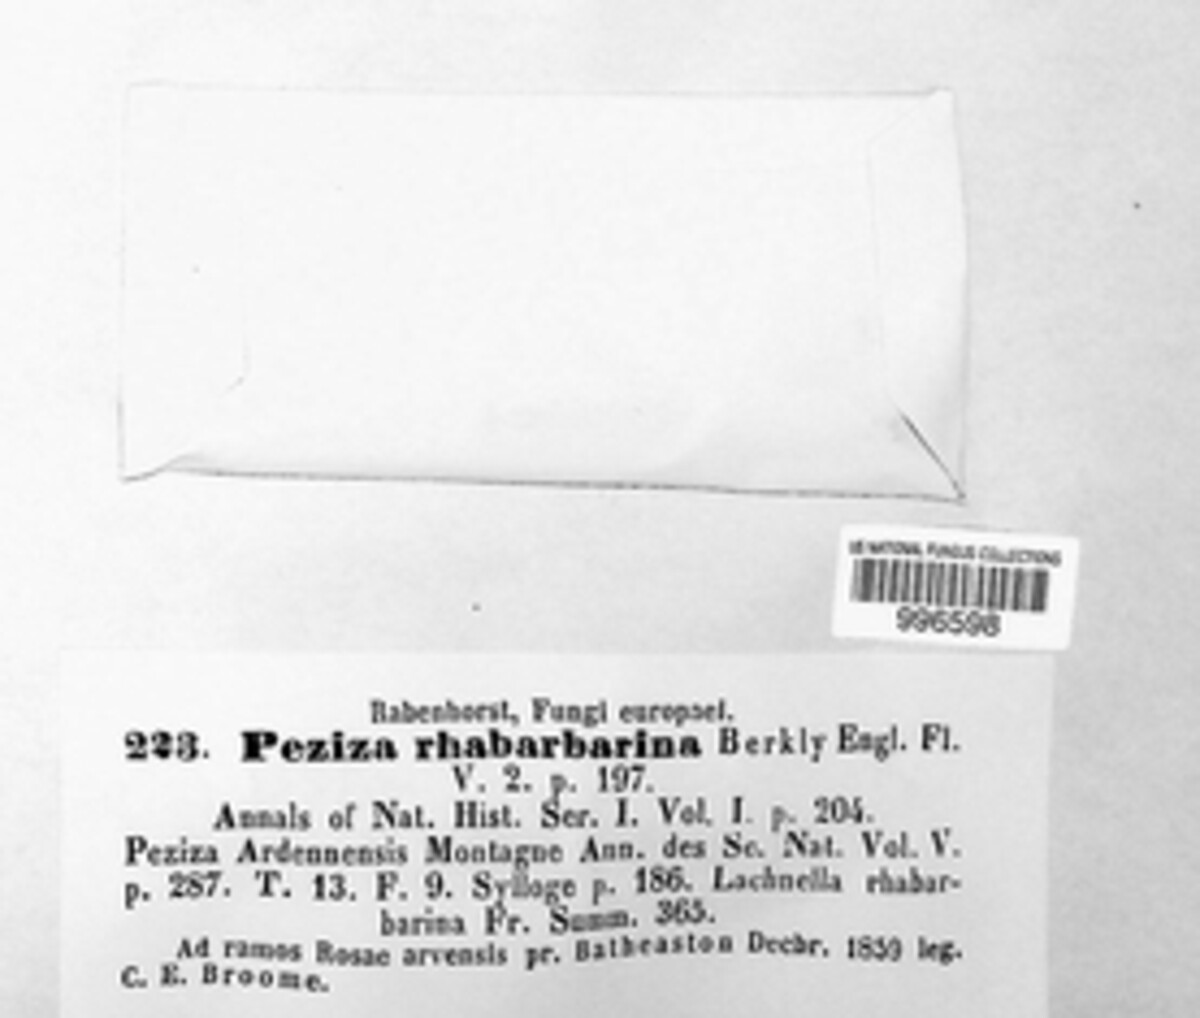 US NATIONAL FUNGUS COLLECTIONS
996598
Rabenhorst, Fungi europaei.
223. Peziza rhabarbarina Berkly Engl. Fl.
V. 2. p. 197.
Annals of Nat. Hist. Ser. I. Vol. I. p. 204.
Peziza Ardennensis Montagne Ann. des Sc. Nat. Vol. V.
p. 287. T. 13. F. 9. Sylloge p. 186. Lachnella rhabar-
barina Fr. Summ. 365.
Ad ramos Rosae arvensis pr. Batheaston Decbr. 1859 leg.
C. E. Broome.